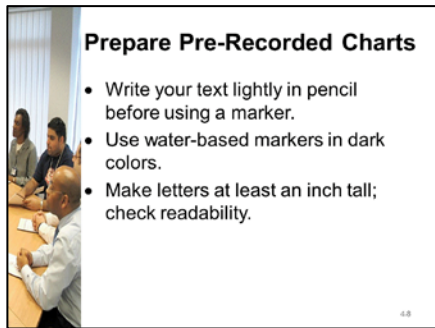 Prepare Pre-Recorded Charts
• Write your text lightly in pencil
before using a marker.
• Use water-based markers in dark
colors.
• Make letters at least an inch tall;
check readability.
4-8